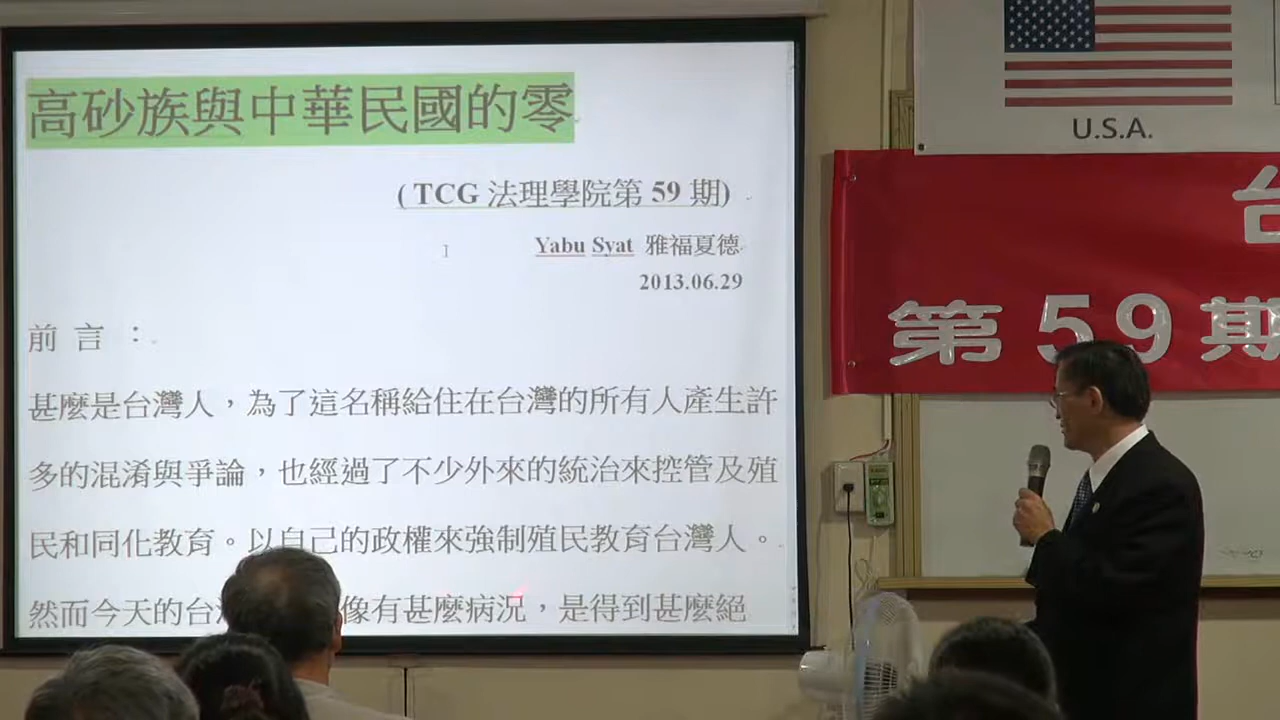 高砂族與中華民國的零
( TCG 法理學院第 59 期)
Yabu Syat 雅福夏德
2013.06.29
前 言 :
甚麼是台灣人，為了這名稱給住在台灣的所有人產生許
多的混淆與爭論，也經過了不少外來的統治來控管及殖
民和同化教育。以自己的政權來強制殖民教育台灣人。
然而今天的台 像有甚麼病況，是得到甚麼絕
U.S.A.
台
第59期